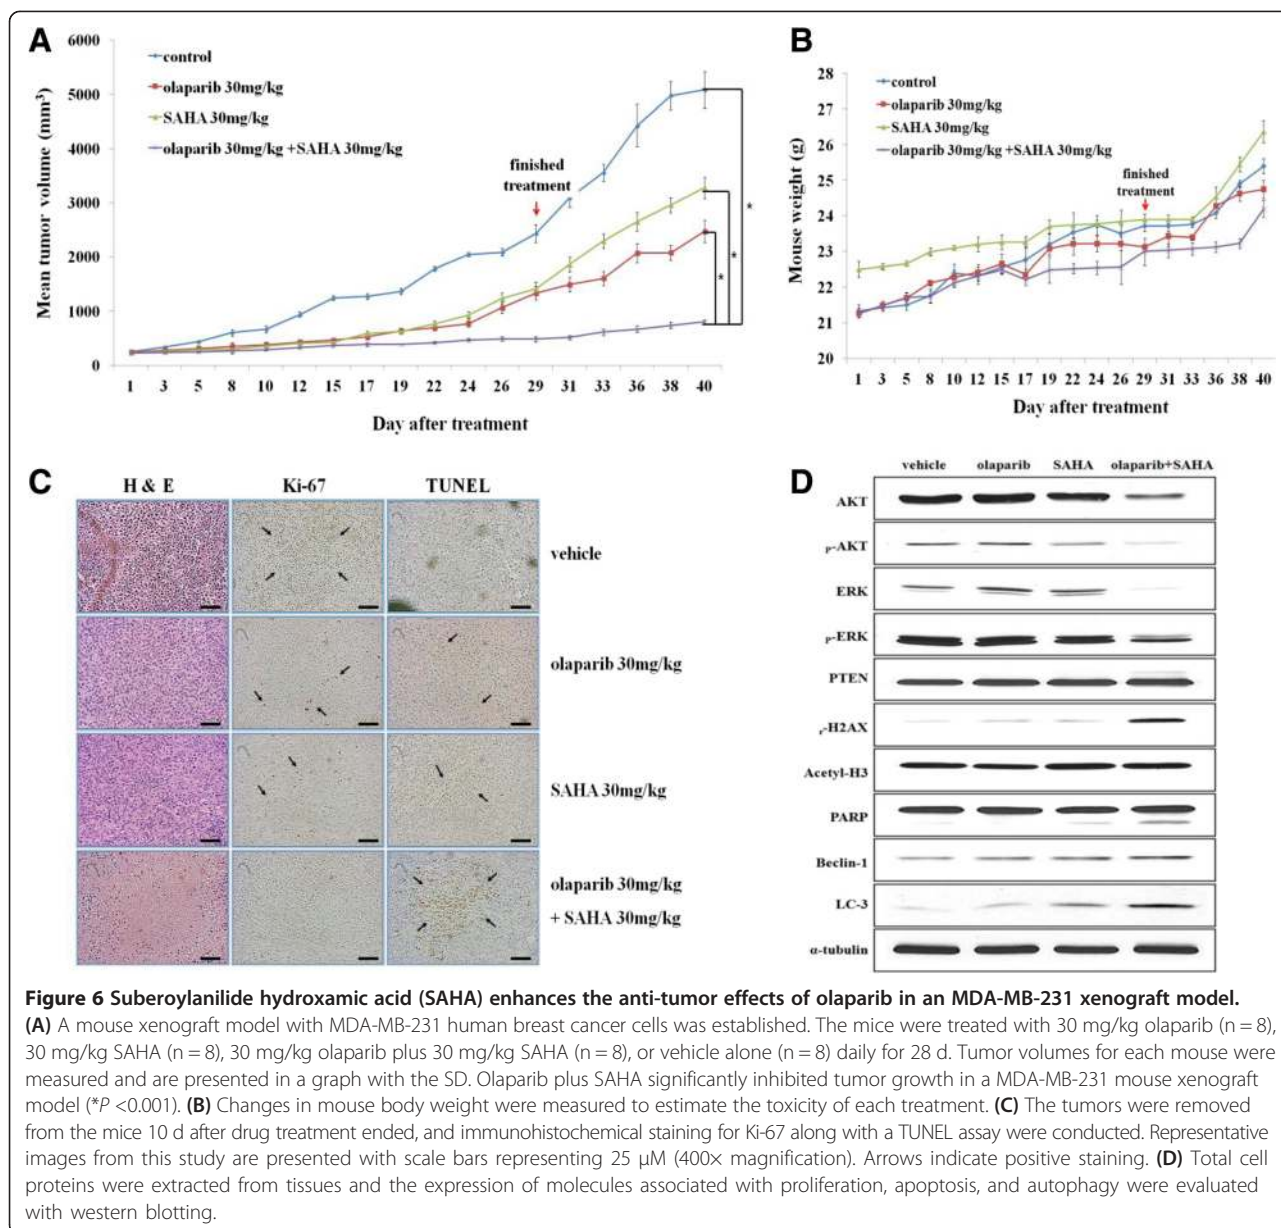 A
6000
5000
4000
3000
2000
1000
0
Mean tumor volume (mm³)
control
olaparib 30mg/kg
SAHA 30mg/kg
olaparib 30mg/kg +SAHA 30mg/kg
finished
treatment
*
*
*
1 3 5 8 10 12 15 17 19 22 24 26 29 31 33 36 38 40
Day after treatment
B
28
27
26
25
24
23
22
21
20
Mouse weight (g)
control
olaparib 30mg/kg
SAHA 30mg/kg
olaparib 30mg/kg +SAHA 30mg/kg
finished
treatment
1 3 5 8 10 12 15 17 19 22 24 26 29 31 33 36 38 40
Day after treatment
C
H & E Ki-67 TUNEL
vehicle
olaparib 30mg/kg
SAHA 30mg/kg
olaparib 30mg/kg
+ SAHA 30mg/kg
D
vehicle olaparib SAHA olaparib+SAHA
AKT
p-AKT
ERK
p-ERK
PTEN
r-H2AX
Acetyl-H3
PARP
Beclin-1
LC-3
α-tubulin
Figure 6 Suberoylanilide hydroxamic acid (SAHA) enhances the anti-tumor effects of olaparib in an MDA-MB-231 xenograft model.
(A) A mouse xenograft model with MDA-MB-231 human breast cancer cells was established. The mice were treated with 30 mg/kg olaparib (n = 8),
30 mg/kg SAHA (n = 8), 30 mg/kg olaparib plus 30 mg/kg SAHA (n = 8), or vehicle alone (n = 8) daily for 28 d. Tumor volumes for each mouse were
measured and are presented in a graph with the SD. Olaparib plus SAHA significantly inhibited tumor growth in a MDA-MB-231 mouse xenograft
model (*P <0.001). (B) Changes in mouse body weight were measured to estimate the toxicity of each treatment. (C) The tumors were removed
from the mice 10 d after drug treatment ended, and immunohistochemical staining for Ki-67 along with a TUNEL assay were conducted. Representative
images from this study are presented with scale bars representing 25 μM (400× magnification). Arrows indicate positive staining. (D) Total cell
proteins were extracted from tissues and the expression of molecules associated with proliferation, apoptosis, and autophagy were evaluated
with western blotting.